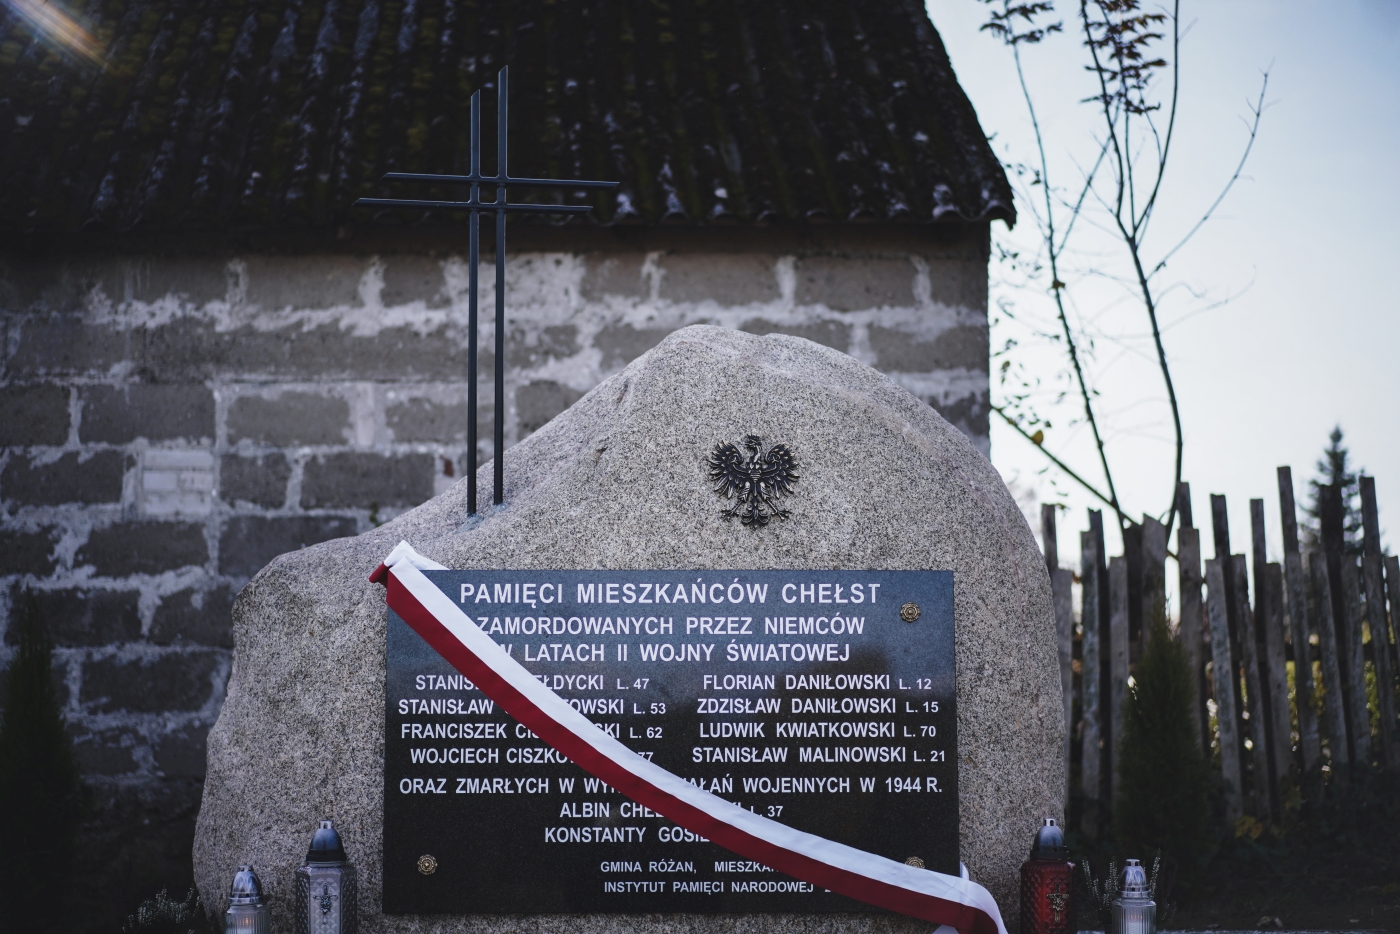 PAMIĘCI MIESZKAŃCÓW CHEŁST
ZAMORDOWANYCH PRZEZ NIEMCÓW
W LATACH II WOJNY ŚWIATOWEJ
L. 47 FLORIAN DANIŁOWSKI L. 12
STANISŁAW L. 53 ZDZISŁAW DANIŁOWSKI L. 15
FRANCISZEK L. 62 LUDWIK KWIATKOWSKI L. 70
WOJCIECH 77 STANISŁAW MALINOWSKI L. 21
ORAZ ZMARŁYCH W WOJENNYCH W 1944 R.
ALBIN L. 37
KONSTANTY
GMINA RÓŻAN,
INSTYTUT PAMIĘCI NARODOWEJ